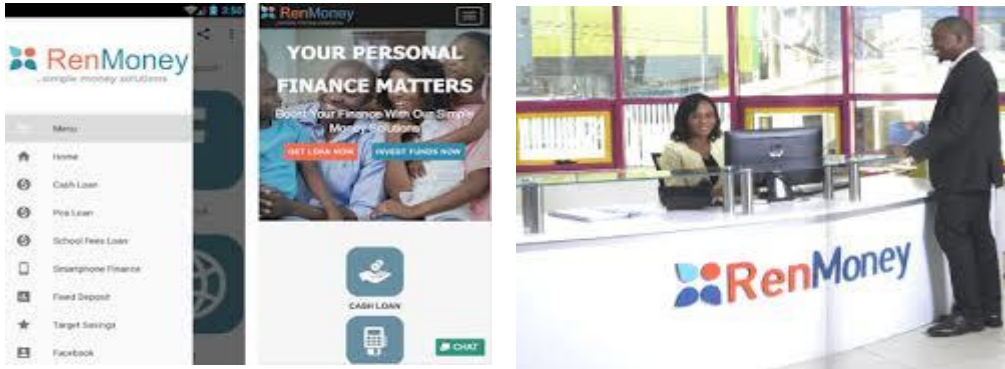 2:50
RenMoney
..simple money solutions
Menu
Home
Cash Loan
Pos Loan
School Fees Loan
Smartphone Finance
Fixed Deposit
Target Savings
Facebook
RenMoney
YOUR PERSONAL
FINANCE MATTERS
Boost Your Finance With Our Simple
Money Solutions
GET LOAN NOW INVEST FUNDS NOW
CASH LOAN
CHAT
RenMoney